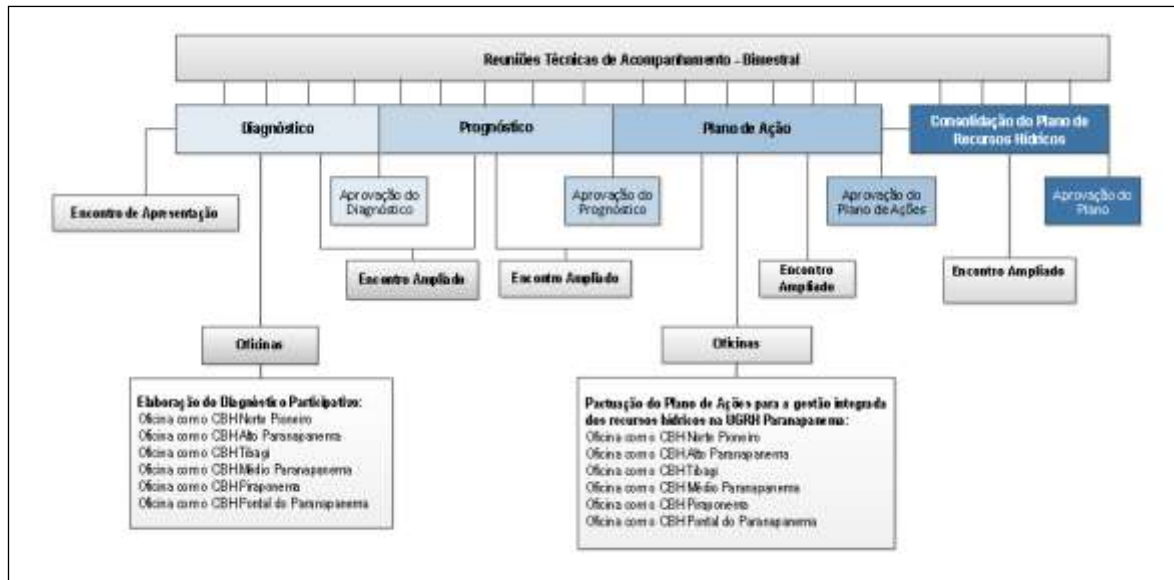 Reuniões Técnicas de Acompanhamento - Bimestral
Diagnóstico
Prognóstico
Plano de Ação
Consolidação do Plano de
Recursos Hídricos
Encontro de Apresentação
Aprovação do
Diagnóstico
Aprovação do
Prognóstico
Aprovação do
Plano de Ações
Aprovação do
Plano
Encontro Ampliado
Encontro Ampliado
Encontro
Ampliado
Encontro Ampliado
Oficinas
Oficinas
Elaboração do Diagnóstico Participativo:
Oficina com o CBH Norte Pioneiro
Oficina com o CBH Alto Paranapanema
Oficina com o CBH Tibagi
Oficina com o CBH Médio Paranapanema
Oficina com o CBH Piraponema
Oficina com o CBH Pontal do Paranapanema
Pactuação do Plano de Ações para a gestão integrada
dos recursos hídricos na UGRH Paranapanema:
Oficina com o CBH Norte Pioneiro
Oficina com o CBH Alto Paranapanema
Oficina com o CBH Tibagi
Oficina com o CBH Médio Paranapanema
Oficina com o CBH Piraponema
Oficina com o CBH Pontal do Paranapanema